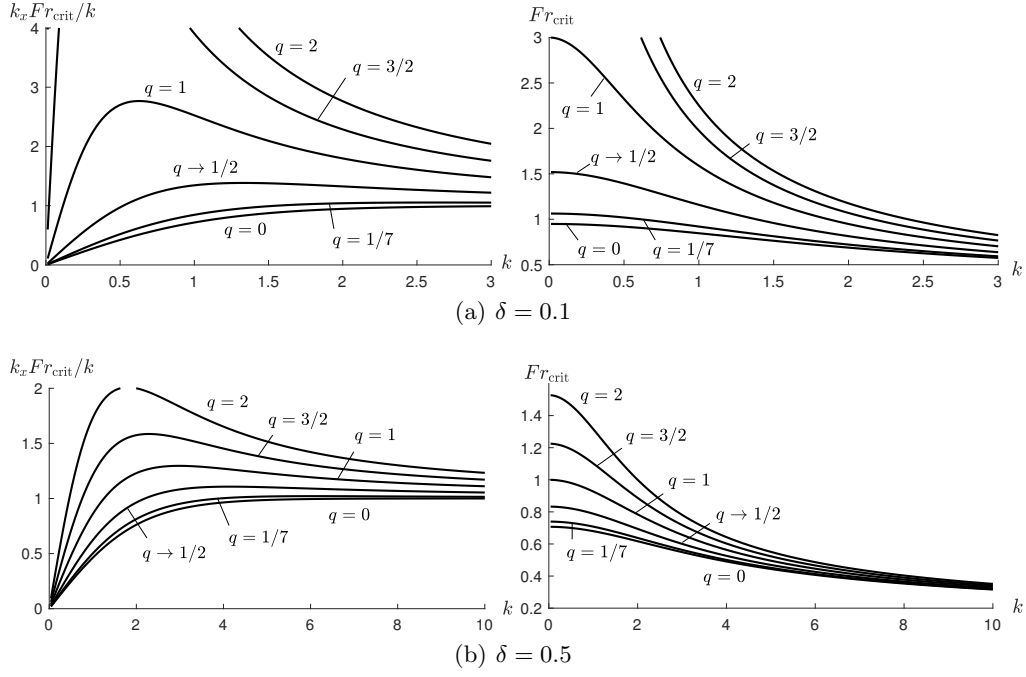 k_x Fr_crit/k
4
3
2
1
0
0 0.5 1 1.5 2 2.5 3
k
q = 2
q = 3/2
q = 1
q → 1/2
q = 0
q = 1/7
Fr_crit
3
2.5
2
1.5
1
0.5
0 0.5 1 1.5 2 2.5 3
k
q = 2
q = 1
q = 3/2
q → 1/2
q = 0
q = 1/7
(a) δ = 0.1
k_x Fr_crit/k
2
1.5
1
0.5
0
0 2 4 6 8 10
k
q = 2
q = 3/2
q = 1
q = 0
q = 1/7
q → 1/2
Fr_crit
1.4
1.2
1
0.8
0.6
0.4
0.2
0 2 4 6 8 10
k
q = 2
q = 3/2
q = 1
q → 1/2
q = 1/7
q = 0
(b) δ = 0.5